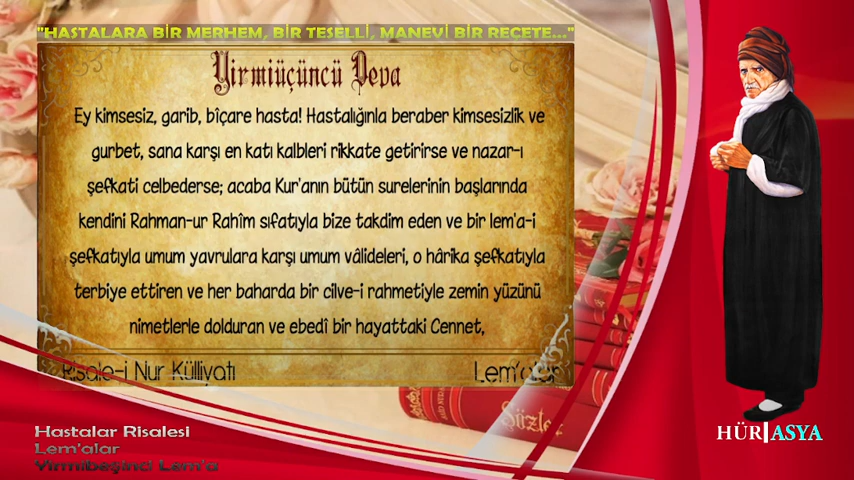 "HASTALARA BİR MERHEM, BİR TESELLİ, MANEVİ BİR REÇETE..."
Yirmiüçüncü Deva
Ey kimsesiz, garib, bîçare hasta! Hastalığınla beraber kimsesizlik ve
gurbet, sana karşı en katı kalbleri rikkate getirirse ve nazar-ı
şefkati celbederse; acaba Kur'anın bütün surelerinin başlarında
kendini Rahman-ur Rahîm sıfatıyla bize takdim eden ve bir lem'a-i
şefkatıyla umum yavrulara karşı umum vâlideleri, o hârika şefkatıyla
terbiye ettiren ve her baharda bir cilve-i rahmetiyle zemin yüzünü
nimetlerle dolduran ve ebedî bir hayattaki Cennet,
Risale-i Nur Külliyatı
Lem'alar
Sözler
Hastalar Risalesi
Lem'alar
Yirmibeşinci Lem'a
HÜR ASYA